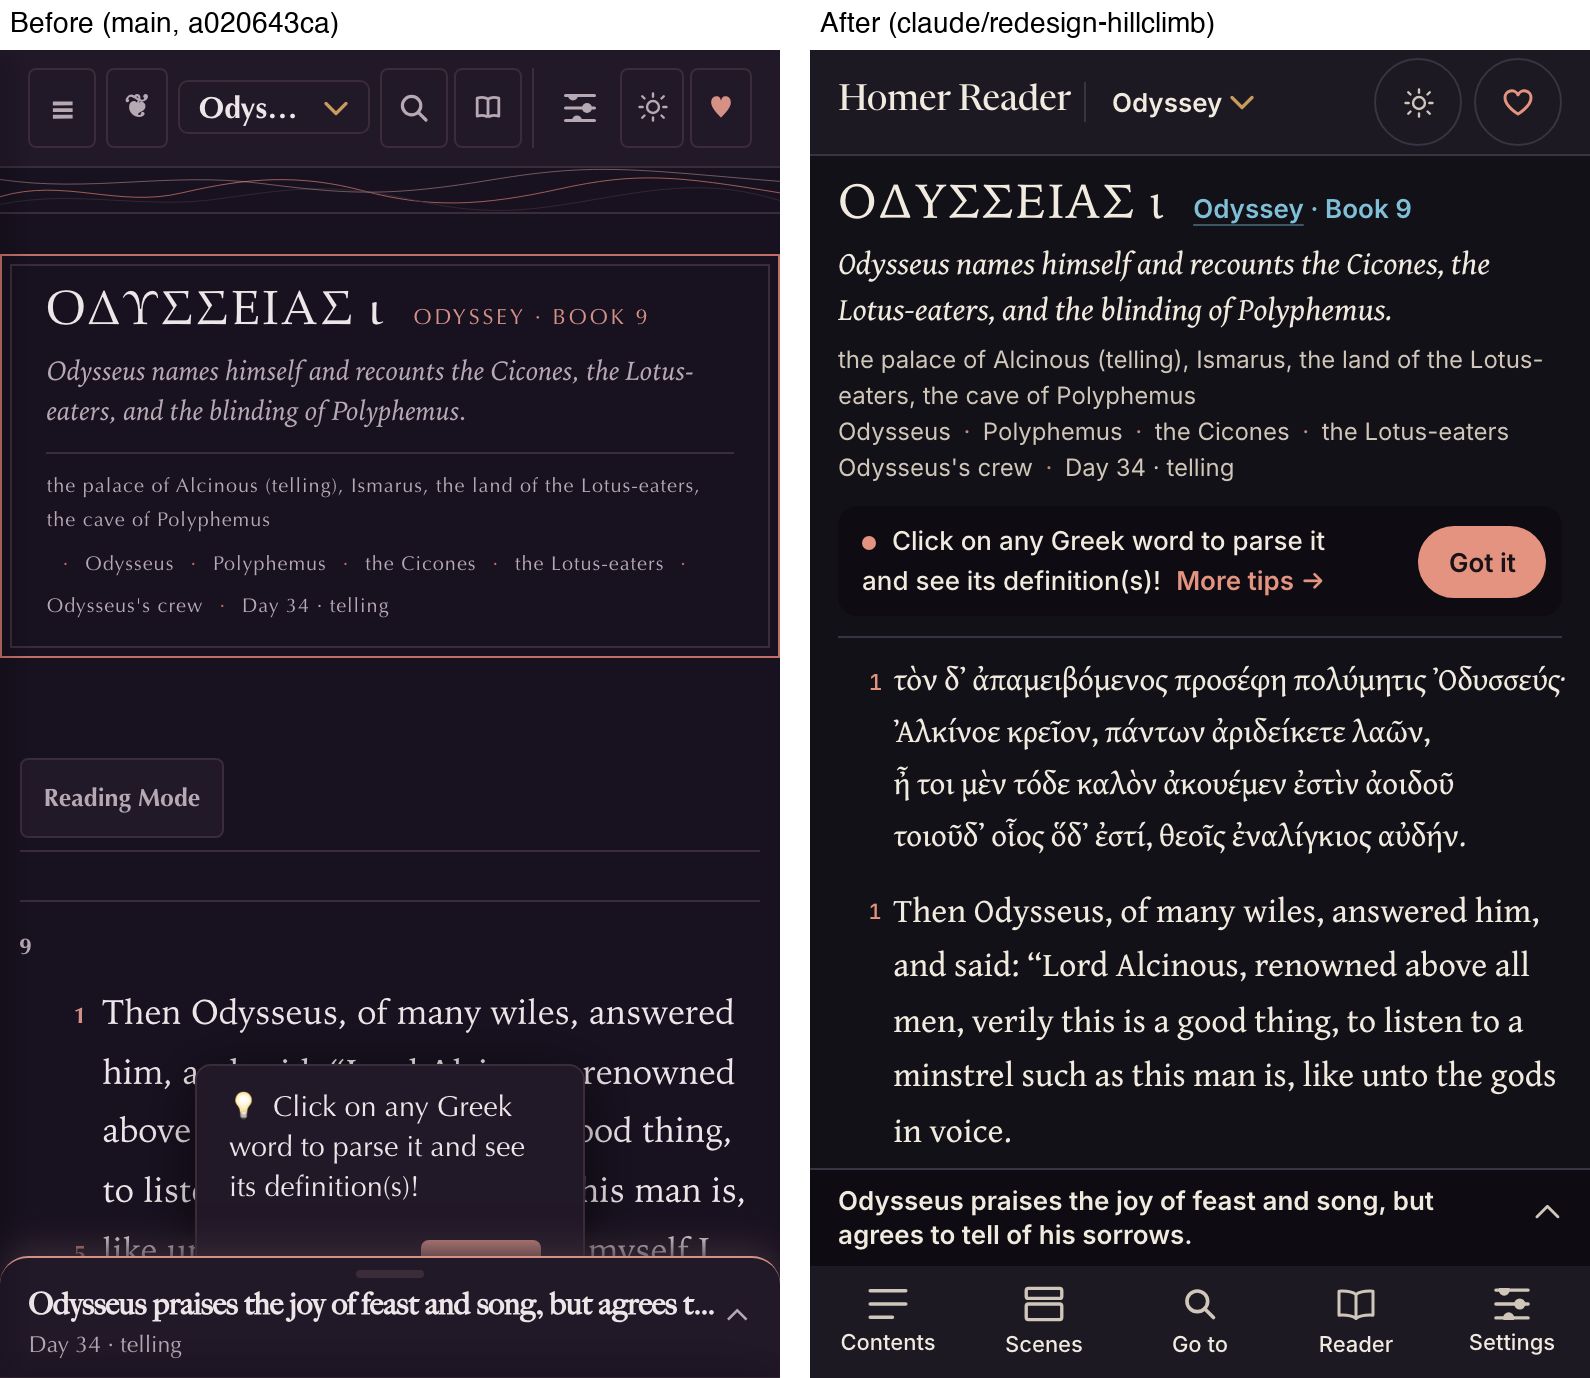 Before (main, a020643ca)
Odys...
ΟΔΥΣΣΕΙΑΣ ι ODYSSEY · BOOK 9
Odysseus names himself and recounts the Cicones, the Lotus-
eaters, and the blinding of Polyphemus.
the palace of Alcinous (telling), Ismarus, the land of the Lotus-eaters,
the cave of Polyphemus
· Odysseus · Polyphemus · the Cicones · the Lotus-eaters ·
Odysseus's crew · Day 34 · telling
Reading Mode
9
1 Then Odysseus, of many wiles, answered
him, renowned
above ood thing,
to his man is,
5 like myself I
Click on any Greek
word to parse it and see
its definition(s)!
Odysseus praises the joy of feast and song, but agrees t...
Day 34 · telling
After (claude/redesign-hillclimb)
Homer Reader
Odyssey
ΟΔΥΣΣΕΙΑΣ ι Odyssey · Book 9
Odysseus names himself and recounts the Cicones, the
Lotus-eaters, and the blinding of Polyphemus.
the palace of Alcinous (telling), Ismarus, the land of the Lotus-
eaters, the cave of Polyphemus
Odysseus · Polyphemus · the Cicones · the Lotus-eaters
Odysseus's crew · Day 34 · telling
Click on any Greek word to parse it
and see its definition(s)! More tips →
Got it
1 τὸν δ’ ἀπαμειβόμενος προσέφη πολύμητις Ὀδυσσεύς·
Ἀλκίνοε κρεῖον, πάντων ἀριδείκετε λαῶν,
ἦ τοι μὲν τόδε καλὸν ἀκουέμεν ἐστὶν ἀοιδοῦ
τοιοῦδ’ οἷος ὅδ’ ἐστί, θεοῖς ἐναλίγκιος αὐδήν.
1 Then Odysseus, of many wiles, answered him,
and said: “Lord Alcinous, renowned above all
men, verily this is a good thing, to listen to a
minstrel such as this man is, like unto the gods
in voice.
Odysseus praises the joy of feast and song, but
agrees to tell of his sorrows.
Contents
Scenes
Go to
Reader
Settings